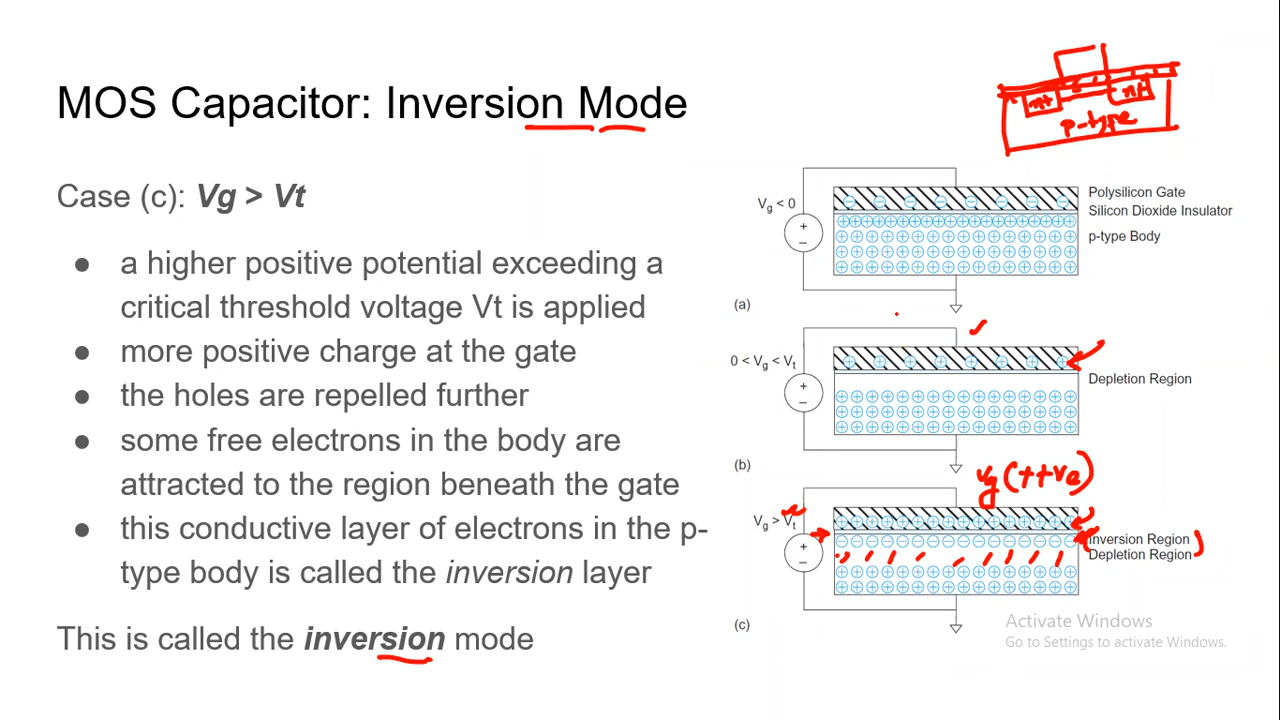 MOS Capacitor: Inversion Mode
n+ n+
p-type
Case (c): Vg > Vt
● a higher positive potential exceeding a
critical threshold voltage Vt is applied
● more positive charge at the gate
● the holes are repelled further
● some free electrons in the body are
attracted to the region beneath the gate
● this conductive layer of electrons in the p-
type body is called the inversion layer
This is called the inversion mode
Vg < 0
+
–
Polysilicon Gate
Silicon Dioxide Insulator
p-type Body
(a)
0 < Vg < Vt
+
–
Depletion Region
(b)
Vg (++ve)
Vg > Vt
+
–
Inversion Region
Depletion Region
(c)
Activate Windows
Go to Settings to activate Windows.